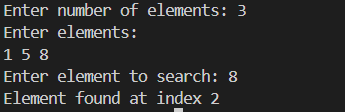 Enter number of elements: 3
Enter elements:
1 5 8
Enter element to search: 8
Element found at index 2